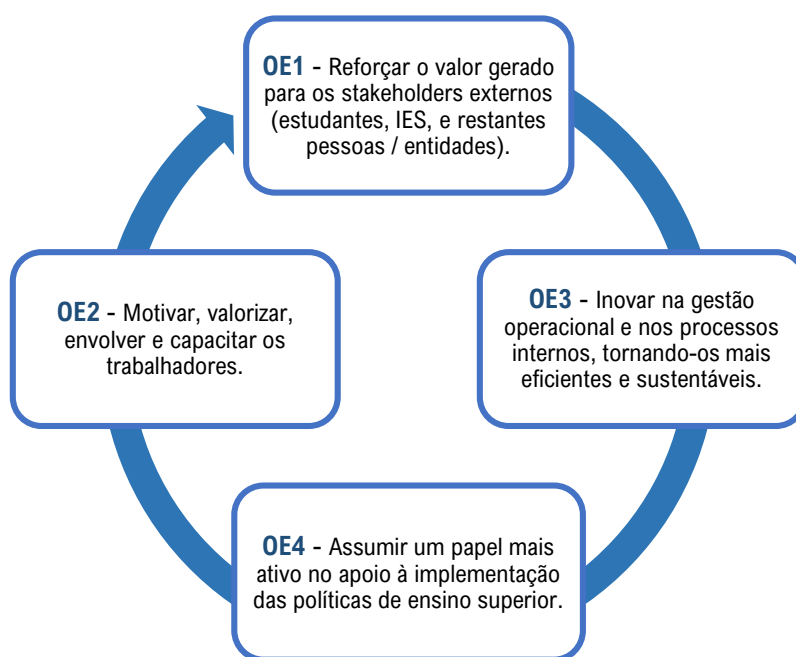 OE1 - Reforçar o valor gerado
para os stakeholders externos
(estudantes, IES, e restantes
pessoas / entidades).
OE2 - Motivar, valorizar,
envolver e capacitar os
trabalhadores.
OE3 - Inovar na gestão
operacional e nos processos
internos, tornando-os mais
eficientes e sustentáveis.
OE4 - Assumir um papel mais
ativo no apoio à implementação
das políticas de ensino superior.